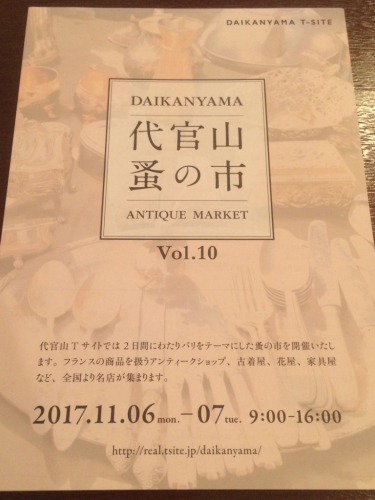 DAIKANYAMA T-SITE
DAIKANYAMA
代官山
蚤の市
ANTIQUE MARKET
Vol.10
代官山Tサイトでは2日間にわたりパリをテーマにした蚤の市を開催いたし
ます。フランスの商品を扱うアンティークショップ、古着屋、花屋、家具屋
など、全国より名店が集まります。
2017.11.06 mon. – 07 tue. 9:00-16:00
http://real.tsite.jp/daikanyama/